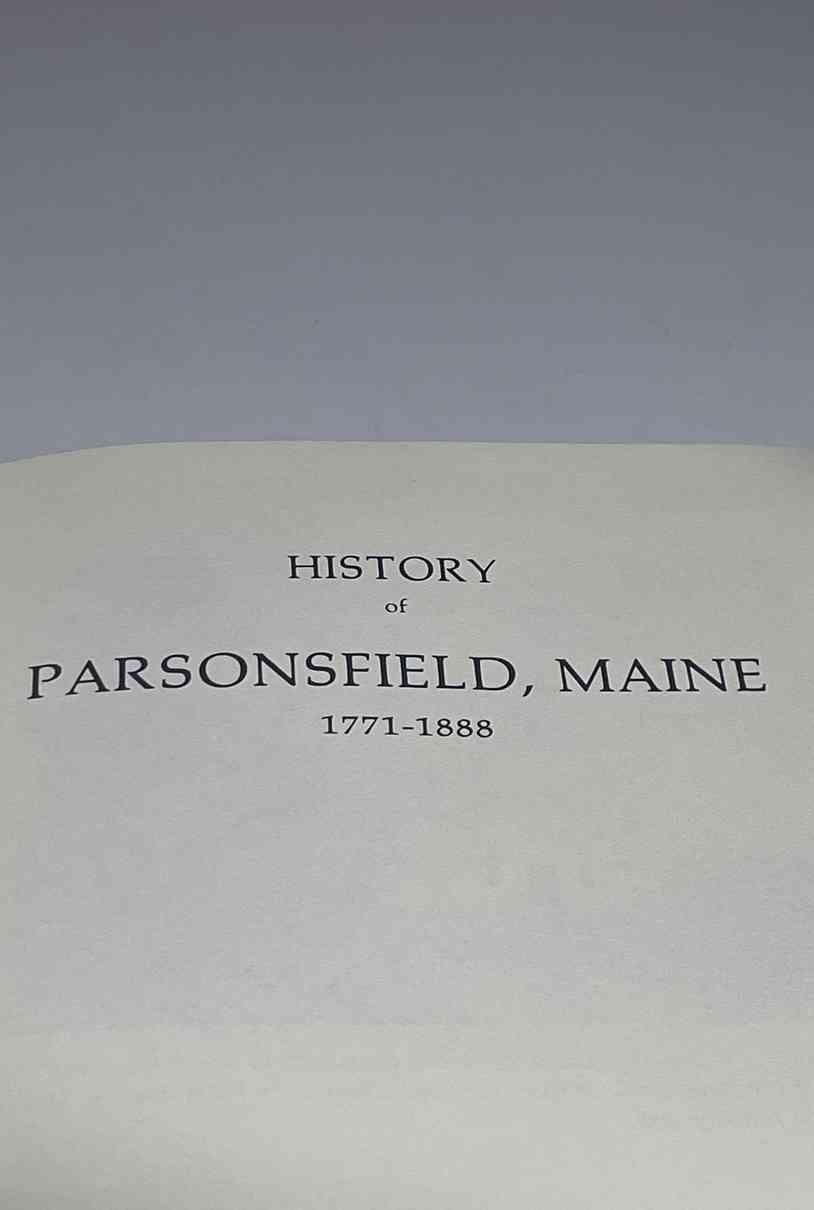 HISTORY
of
PARSONSFIELD, MAINE
1771-1888